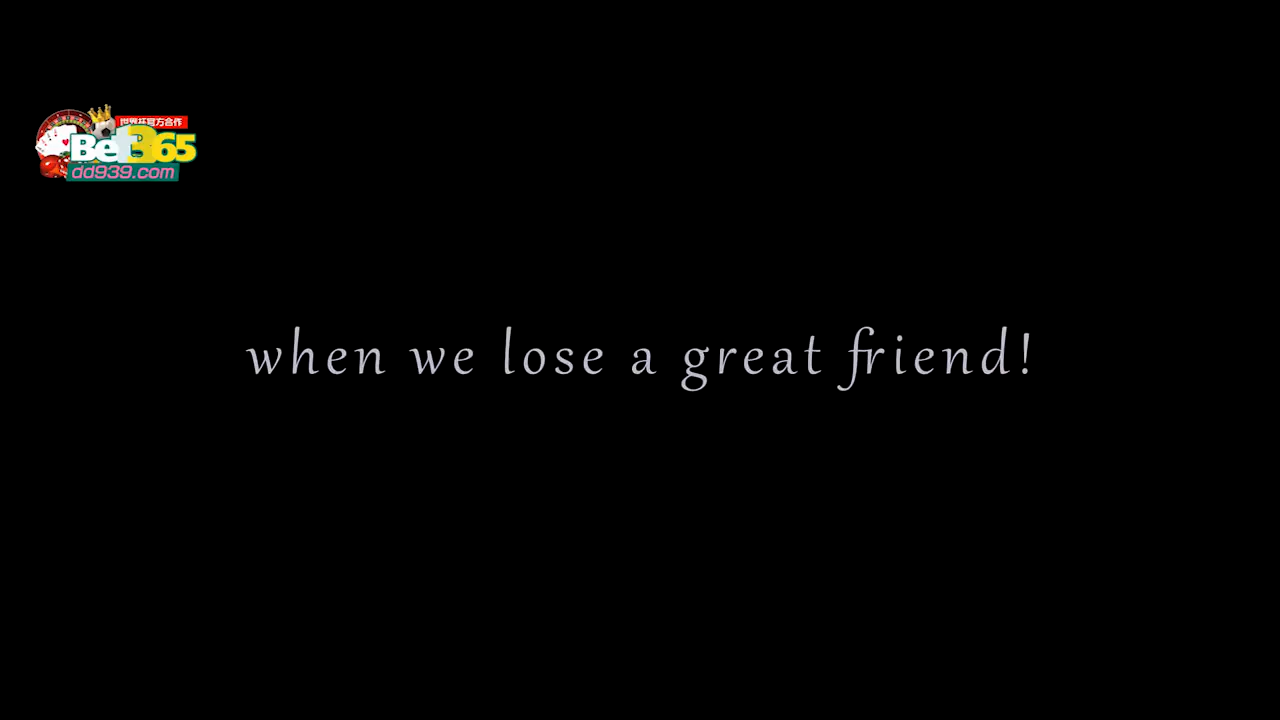 世界杯官方合作
Bet365
dd939.com
when we lose a great friend!